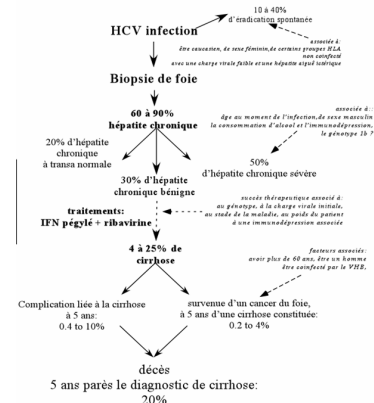 10 à 40%
d'éradication spontanée
HCV infection
associée à:
être caucasien, de sexe féminin, de certains groupes HLA
non coinfecté
avec une charge virale faible et une hépatite aiguë ictérique
Biopsie de foie
60 à 90%
hépatite chronique
associée à::
âge au moment de l'infection, de sexe masculin
la consommation d'alcool et l'immunodépression,
le génotype 1b ?
20% d'hépatite
chronique
à transa normale
30% d'hépatite
chronique bénigne
50%
d'hépatite chronique sévère
succès thérapeutique associé à:
au génotype, à la charge virale initiale,
au stade de la maladie, au poids du patient
à une immunodépression associée
traitements:
IFN pégylé + ribavirine
4 à 25% de
cirrhose
facteurs associés:
avoir plus de 60 ans, être un homme
être coinfecté par le VHB,
Complication liée à la cirrhose
à 5 ans:
0.4 to 10%
survenue d'un cancer du foie,
à 5 ans d'une cirrhose constituée:
0.2 to 4%
décès
5 ans parès le diagnostic de cirrhose:
20%